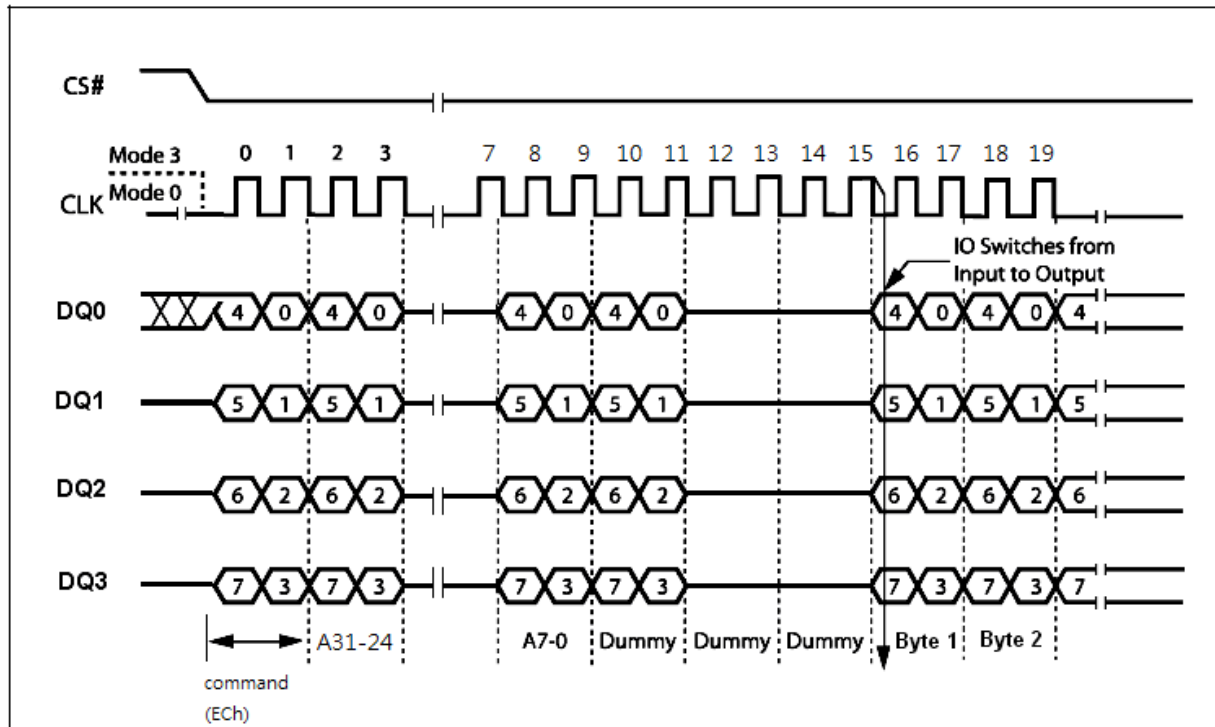 CS#
Mode 3 0 1 2 3 7 8 9 10 11 12 13 14 15 16 17 18 19
Mode 0
CLK
IO Switches from
Input to Output
DQ0 4 0 4 0 4 0 4 0 4 0 4 0 4
DQ1 5 1 5 1 5 1 5 1 5 1 5 1 5
DQ2 6 2 6 2 6 2 6 2 6 2 6 2 6
DQ3 7 3 7 3 7 3 7 3 7 3 7 3 7
A31-24 A7-0 Dummy Dummy Dummy Byte 1 Byte 2
command
(ECh)